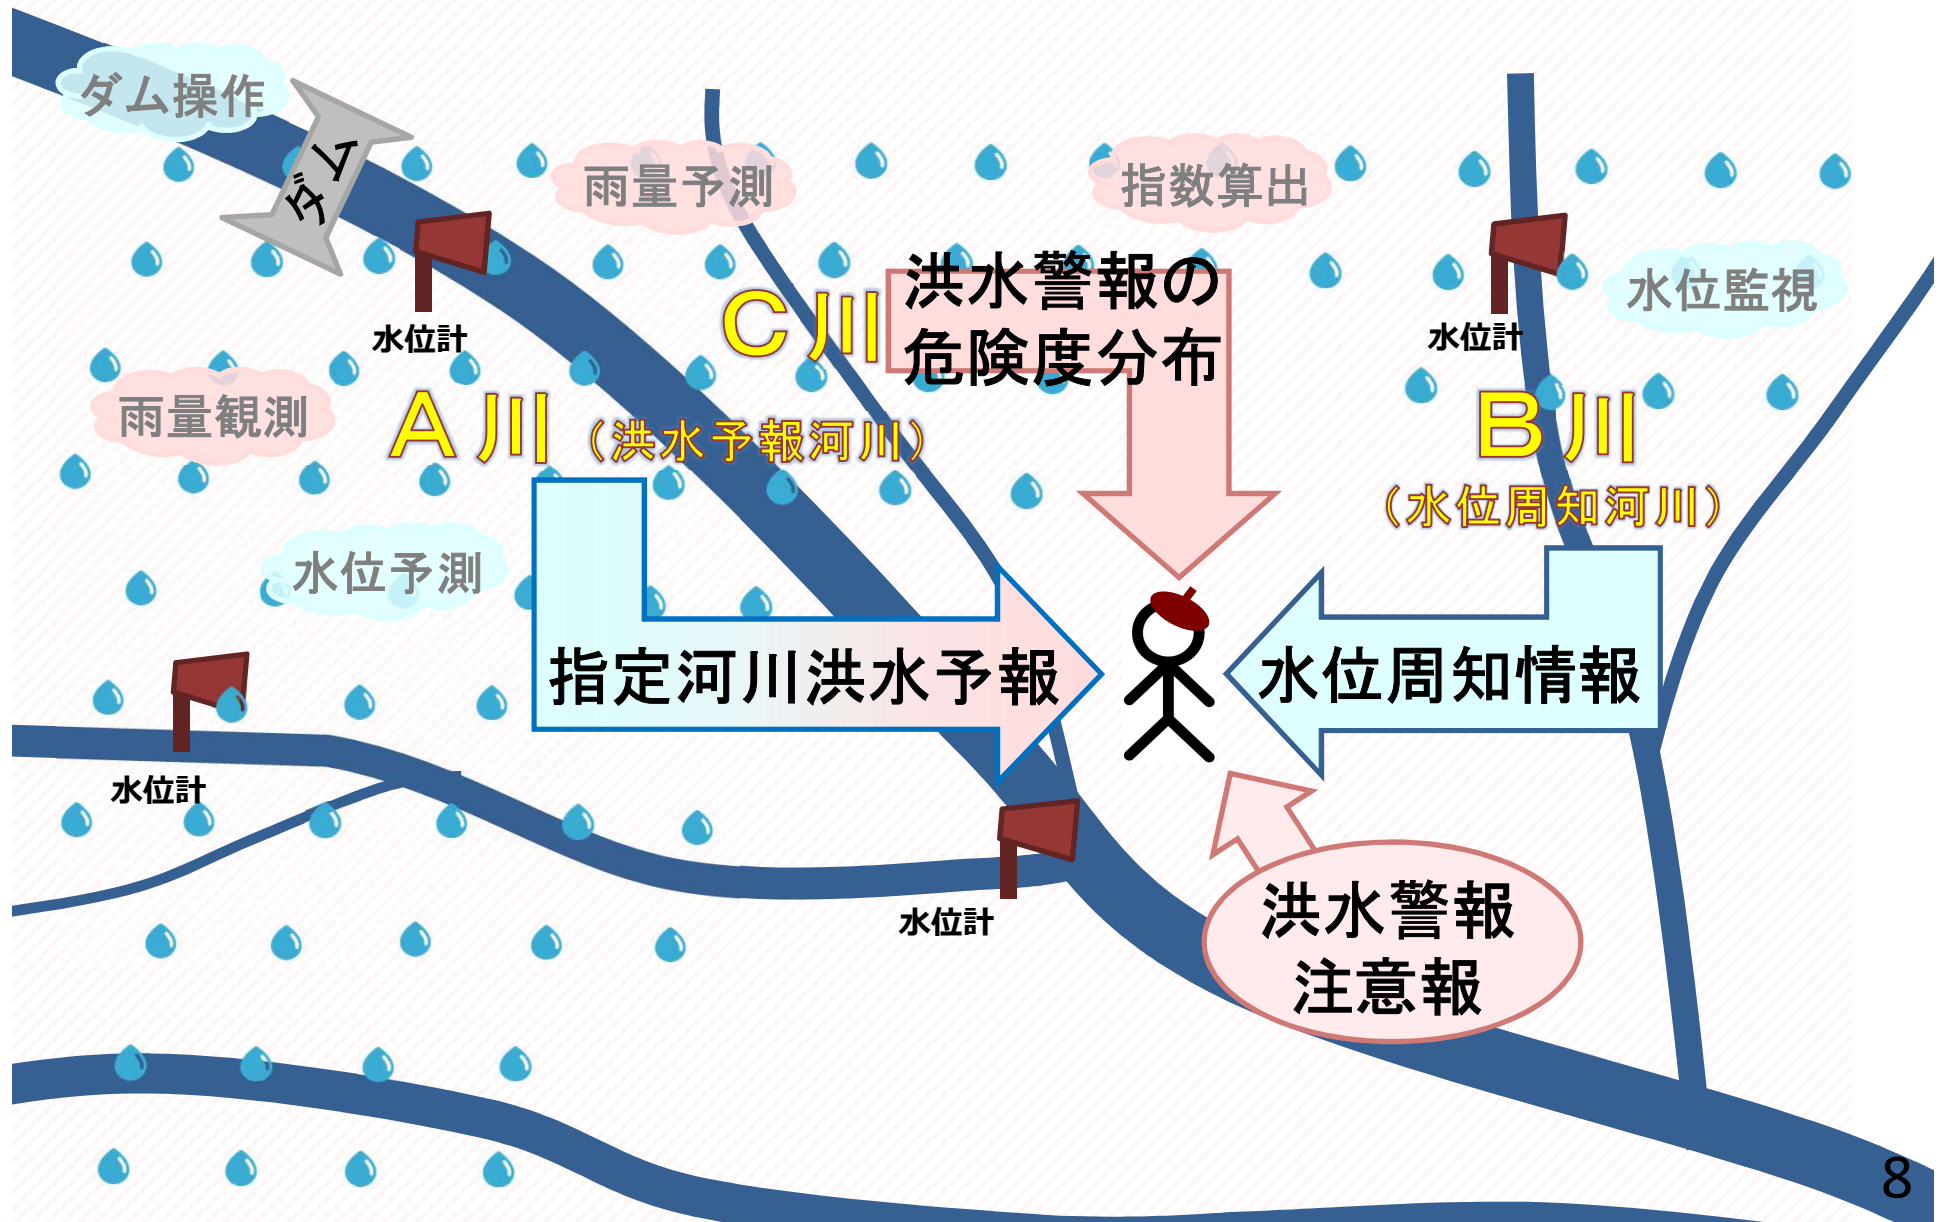 ダム操作
ダム
雨量予測
指数算出
水位計
Ｃ川
洪水警報の
危険度分布
水位監視
水位計
雨量観測
Ａ川（洪水予報河川）
Ｂ川
（水位周知河川）
水位予測
指定河川洪水予報
水位周知情報
水位計
水位計
洪水警報
注意報
8